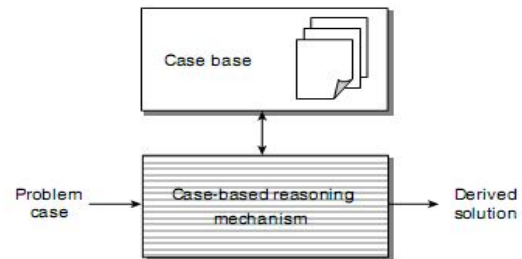 Case base
Problem
case
Case-based reasoning
mechanism
Derived
solution